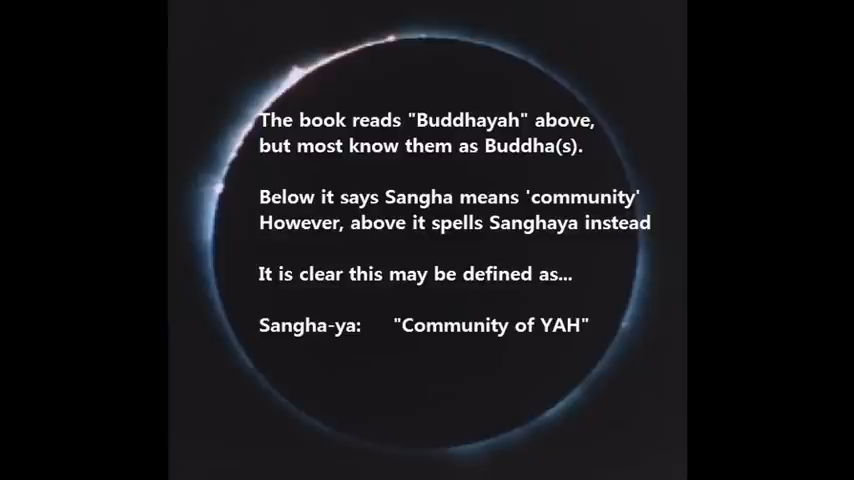 The book reads "Buddhayah" above,
but most know them as Buddha(s).
Below it says Sangha means 'community'
However, above it spells Sanghaya instead
It is clear this may be defined as...
Sangha-ya: "Community of YAH"